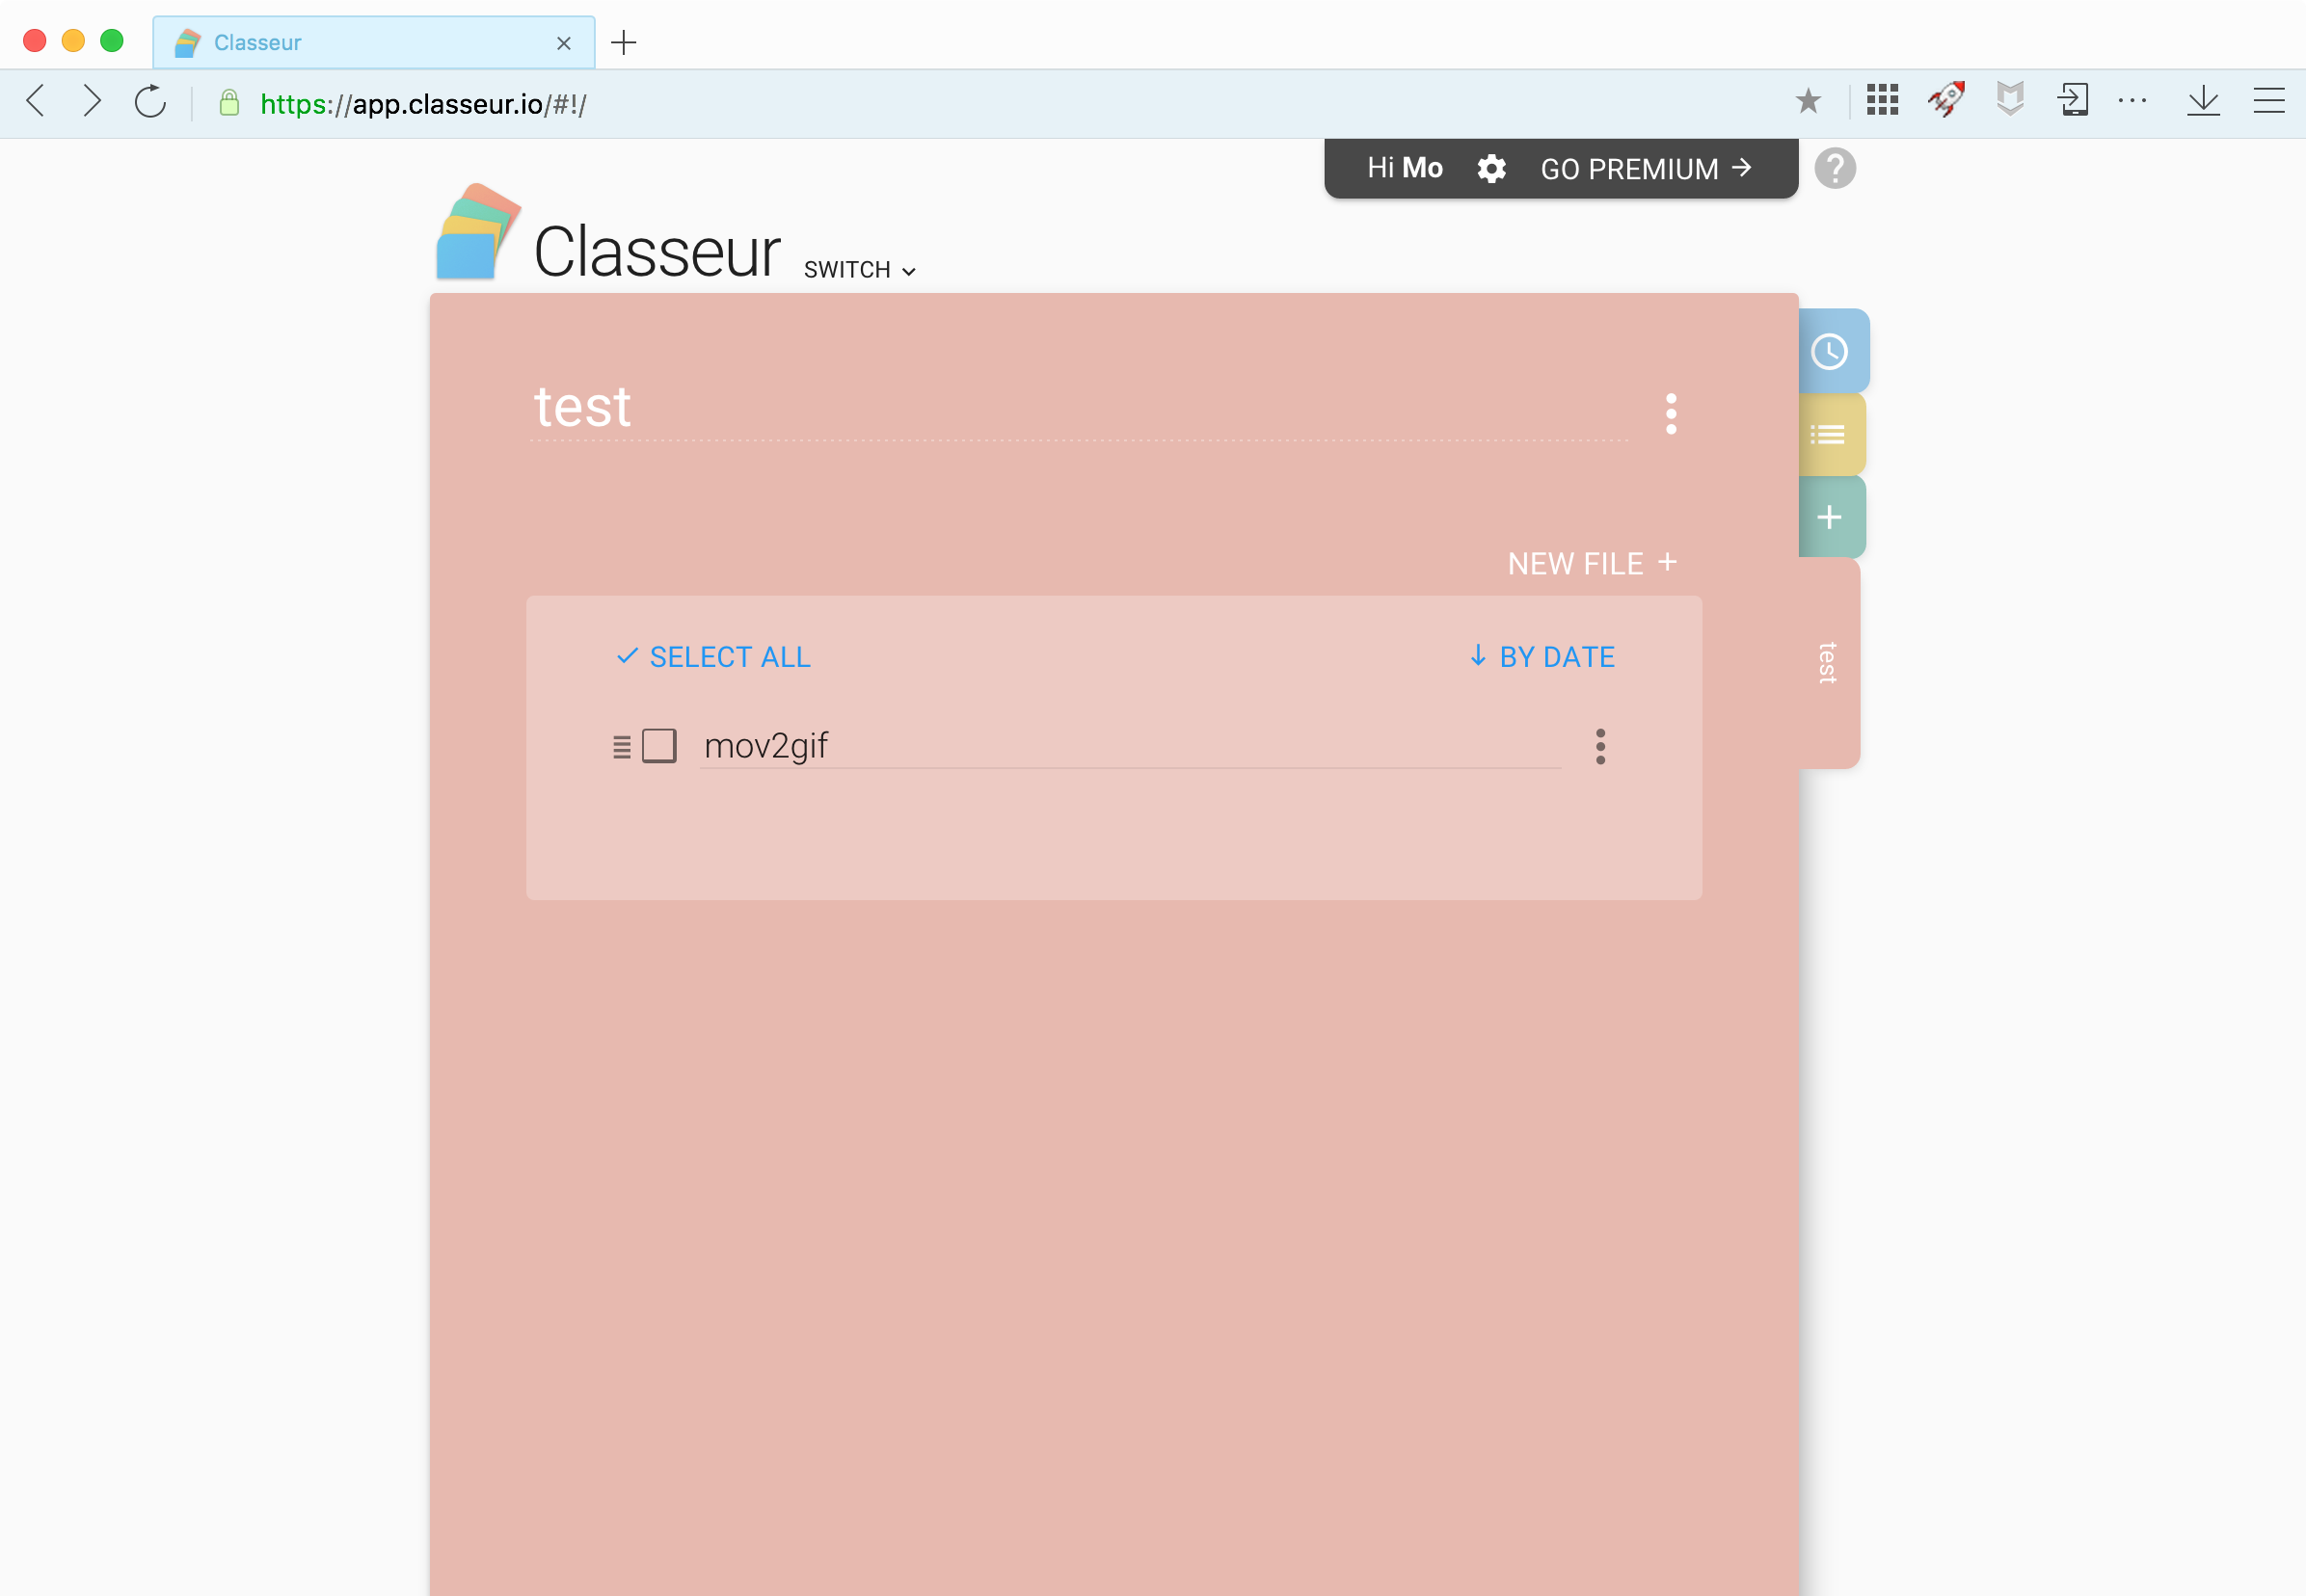 Classeur
https://app.classeur.io/#!/
Hi Mo GO PREMIUM
Classeur SWITCH
test
NEW FILE
SELECT ALL BY DATE
test
mov2gif